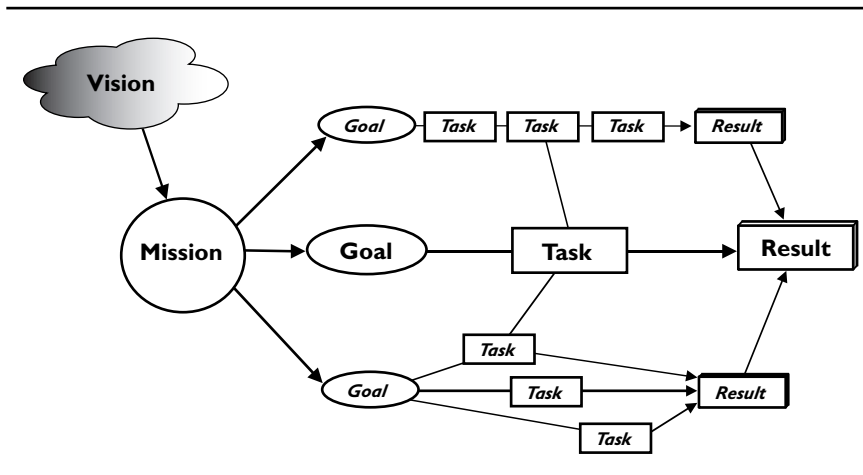 Vision
Goal Task Task Task Result
Mission Goal Task Result
Task
Goal Task Result
Task